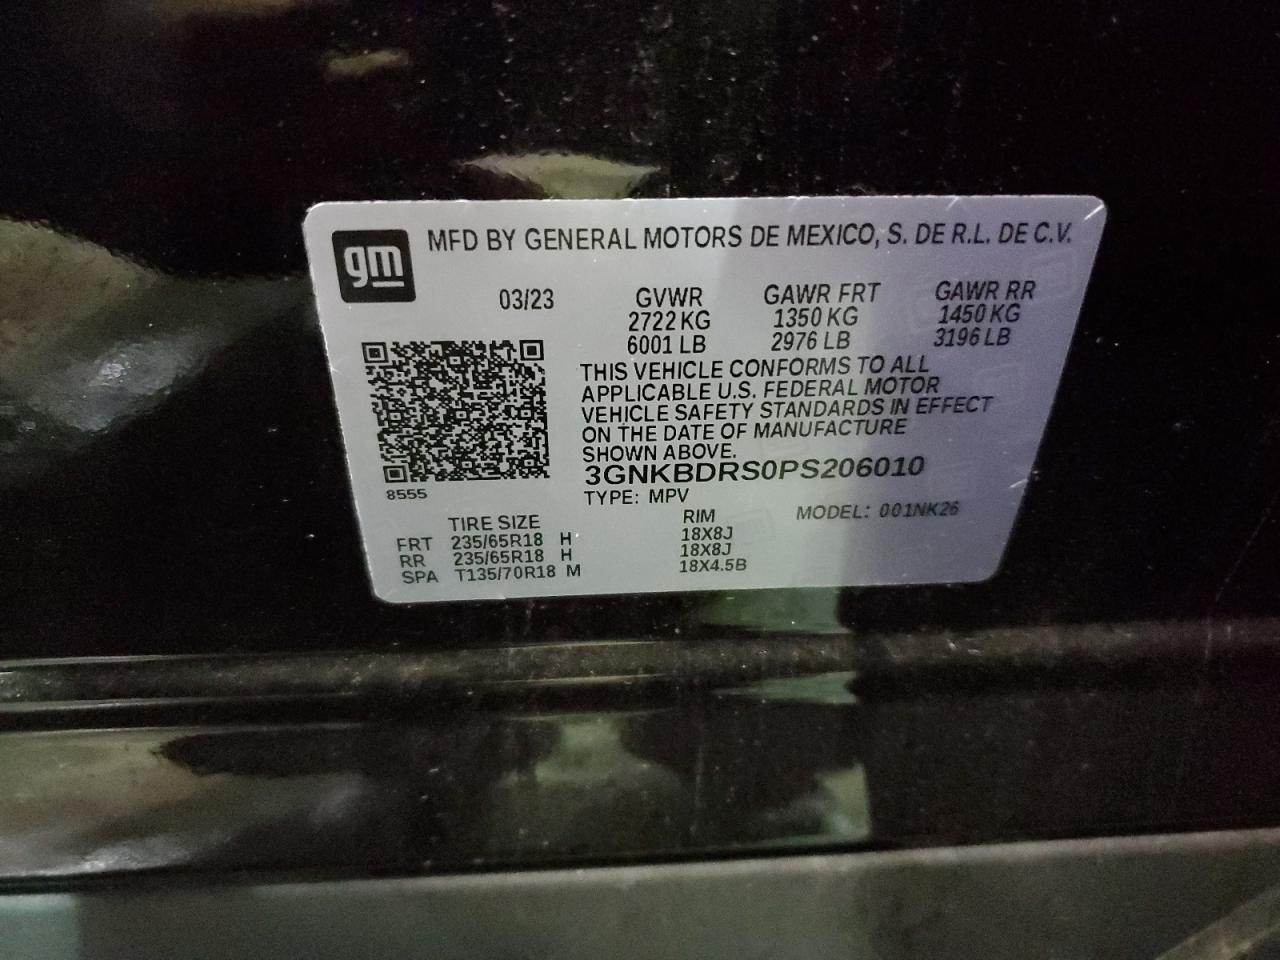 gm MFD BY GENERAL MOTORS DE MEXICO, S. DE R.L. DE C.V.
03/23 GVWR GAWR FRT GAWR RR
2722 KG 1350 KG 1450 KG
6001 LB 2976 LB 3196 LB
THIS VEHICLE CONFORMS TO ALL
APPLICABLE U.S. FEDERAL MOTOR
VEHICLE SAFETY STANDARDS IN EFFECT
ON THE DATE OF MANUFACTURE
SHOWN ABOVE.
3GNKBDRS0PS206010
8555 TYPE: MPV
TIRE SIZE RIM MODEL: 001NK26
FRT 235/65R18 H 18X8J
RR 235/65R18 H 18X8J
SPA T135/70R18 M 18X4.5B